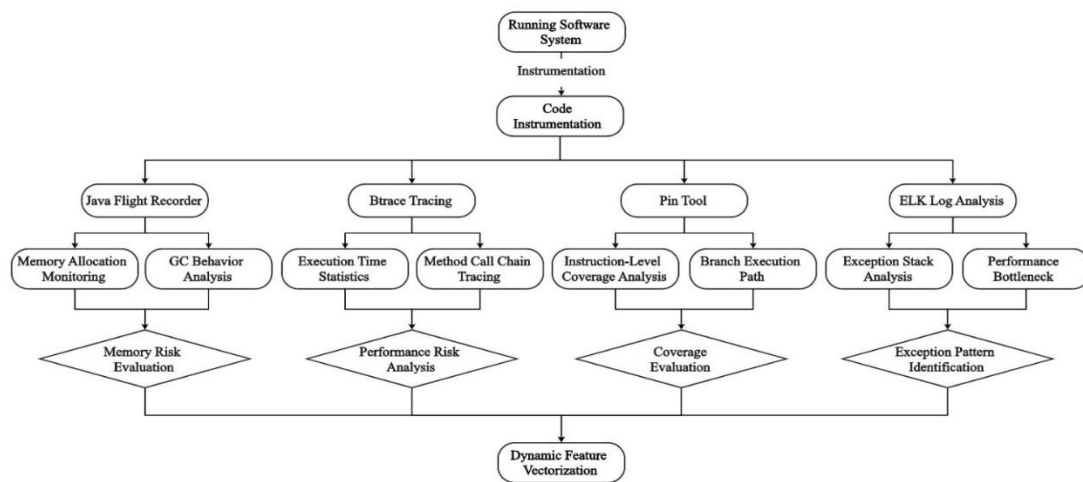 Running Software
System
Instrumentation
Code
Instrumentation
Java Flight Recorder
Btrace Tracing
Pin Tool
ELK Log Analysis
Memory Allocation
Monitoring
GC Behavior
Analysis
Execution Time
Statistics
Method Call Chain
Tracing
Instruction-Level
Coverage Analysis
Branch Execution
Path
Exception Stack
Analysis
Performance
Bottleneck
Memory Risk
Evaluation
Performance Risk
Analysis
Coverage
Evaluation
Exception Pattern
Identification
Dynamic Feature
Vectorization